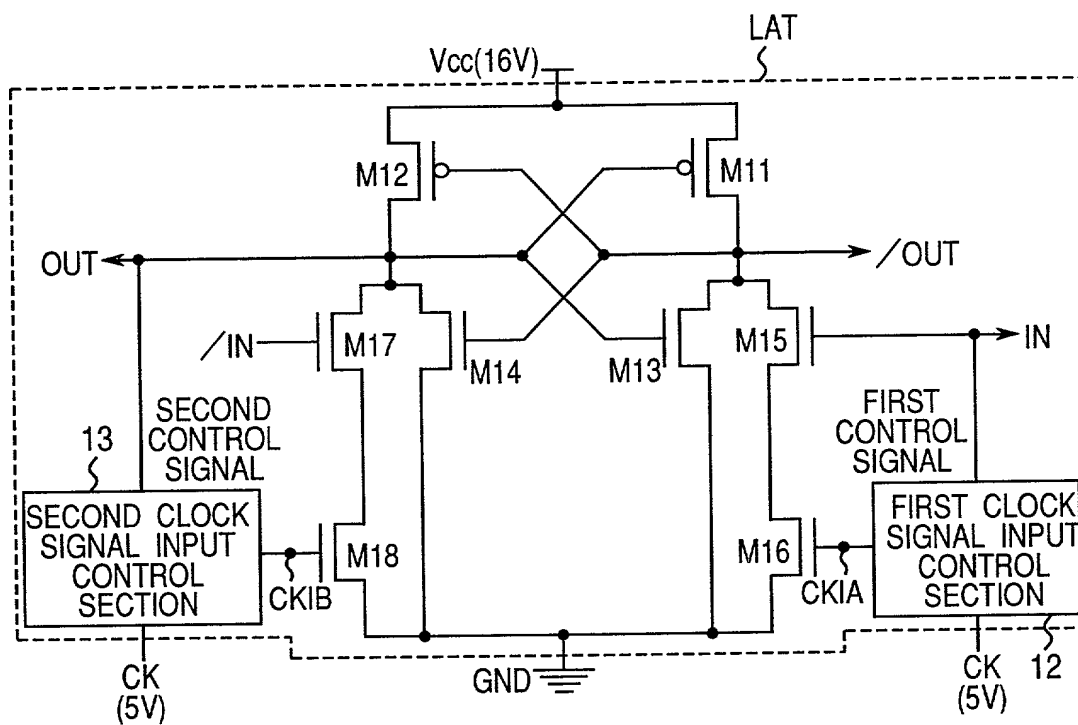 LAT
Vcc(16V)
M12
M11
OUT
/OUT
/IN
M17
M14
M13
M15
IN
SECOND
CONTROL
SIGNAL
FIRST
CONTROL
SIGNAL
13
SECOND CLOCK
SIGNAL INPUT
CONTROL
SECTION
M18
CKIB
M16
CKIA
FIRST CLOCK
SIGNAL INPUT
CONTROL
SECTION
CK
(5V)
GND
CK
(5V)
12